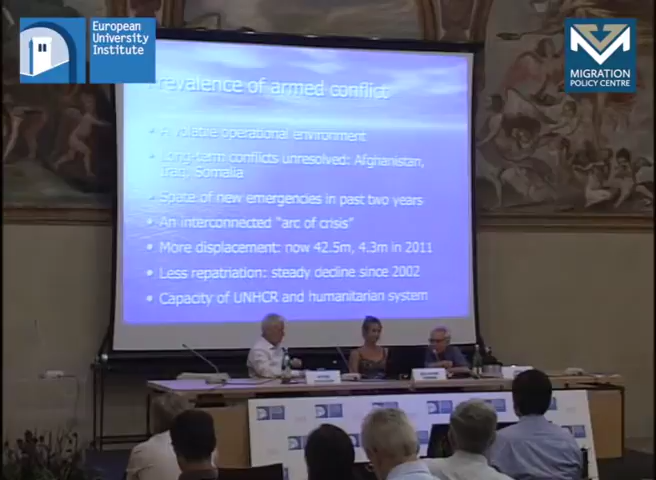 European
University
Institute
MIGRATION
POLICY CENTRE
Prevalence of armed conflict
• A volatile operational environment
• Long-term conflicts unresolved: Afghanistan,
Iraq, Somalia
• Spate of new emergencies in past two years
• An interconnected "arc of crisis"
• More displacement: now 42.5m, 4.3m in 2011
• Less repatriation: steady decline since 2002
• Capacity of UNHCR and humanitarian system